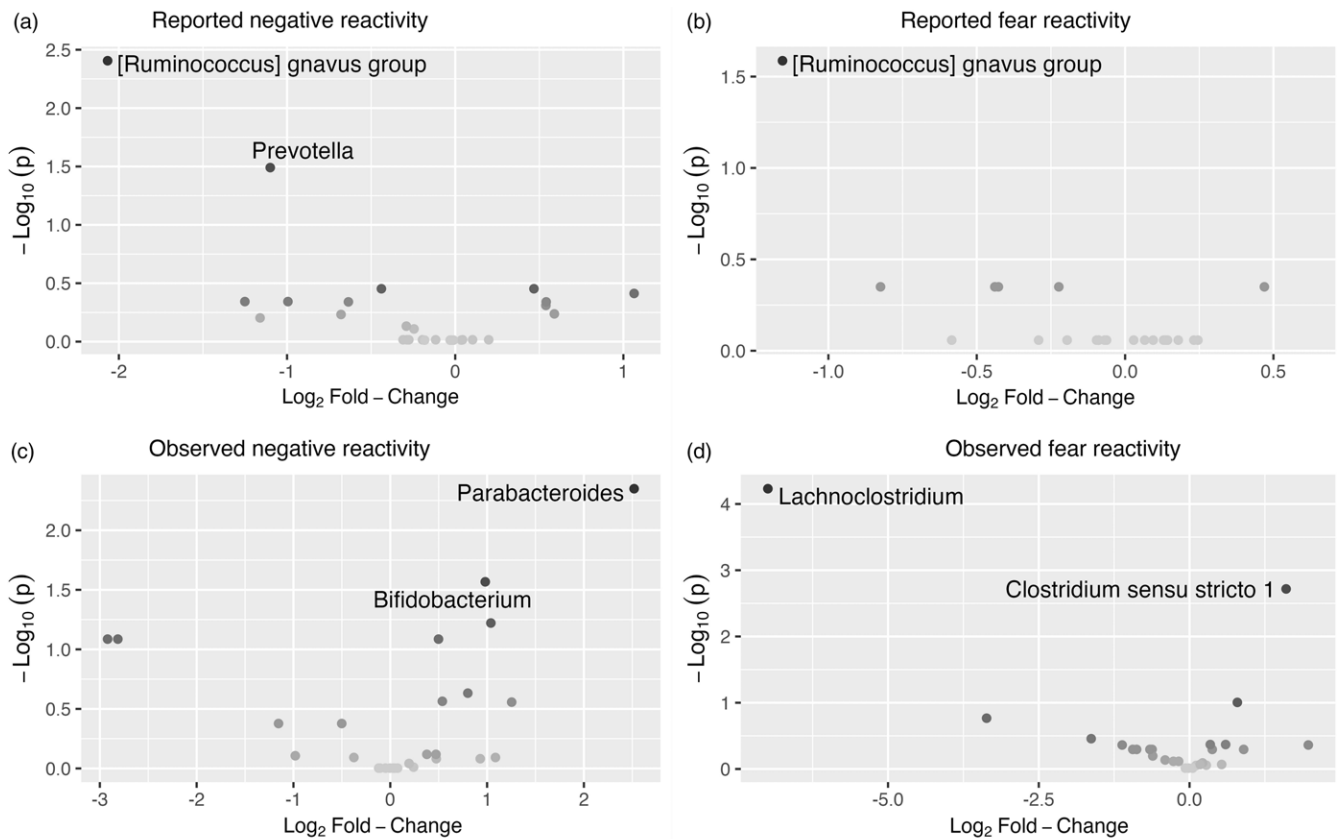 (a) Reported negative reactivity
2.5
[Ruminococcus] gnavus group
2.0
Prevotella
1.5
1.0
0.5
0.0
−Log10 (p)
-2 -1 0 1
Log2 Fold − Change
(b) Reported fear reactivity
[Ruminococcus] gnavus group
1.5
1.0
0.5
0.0
−Log10 (p)
-1.0 -0.5 0.0 0.5
Log2 Fold − Change
(c) Observed negative reactivity
Parabacteroides
2.0
1.5
Bifidobacterium
1.0
0.5
0.0
−Log10 (p)
-3 -2 -1 0 1 2
Log2 Fold − Change
(d) Observed fear reactivity
4
Lachnoclostridium
3
Clostridium sensu stricto 1
2
1
0
−Log10 (p)
-5.0 -2.5 0.0
Log2 Fold − Change